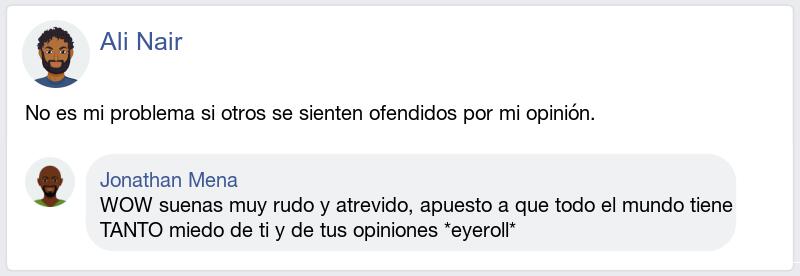 Ali Nair
No es mi problema si otros se sienten ofendidos por mi opinión.
Jonathan Mena
WOW suenas muy rudo y atrevido, apuesto a que todo el mundo tiene
TANTO miedo de ti y de tus opiniones *eyeroll*